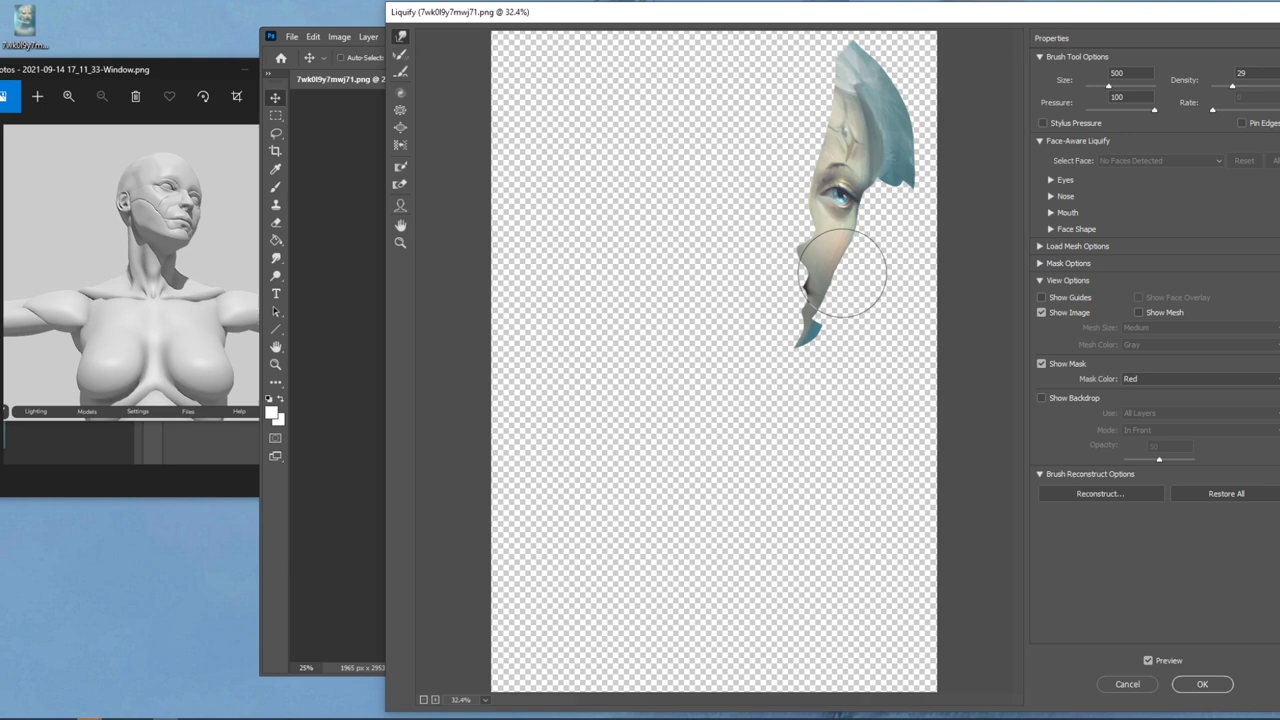 7wk0l9y7m...
otos - 2021-09-14 17_11_33-Window.png
Lighting Models Settings Files Help
Ps File Edit Image Layer
Auto-Select:
7wk0l9y7mwj71.png @ 2
25% 1965 px x 2953
Liquify (7wk0l9y7mwj71.png @ 32.4%)
32.4%
Properties
Brush Tool Options
Size: 500 Density: 29
Pressure: 100 Rate: 0
Stylus Pressure Pin Edges
Face-Aware Liquify
Select Face: No Faces Detected Reset Al
Eyes
Nose
Mouth
Face Shape
Load Mesh Options
Mask Options
View Options
Show Guides Show Face Overlay
Show Image Show Mesh
Mesh Size: Medium
Mesh Color: Gray
Show Mask
Mask Color: Red
Show Backdrop
Use: All Layers
Mode: In Front
Opacity: 50
Brush Reconstruct Options
Reconstruct... Restore All
Preview
Cancel OK